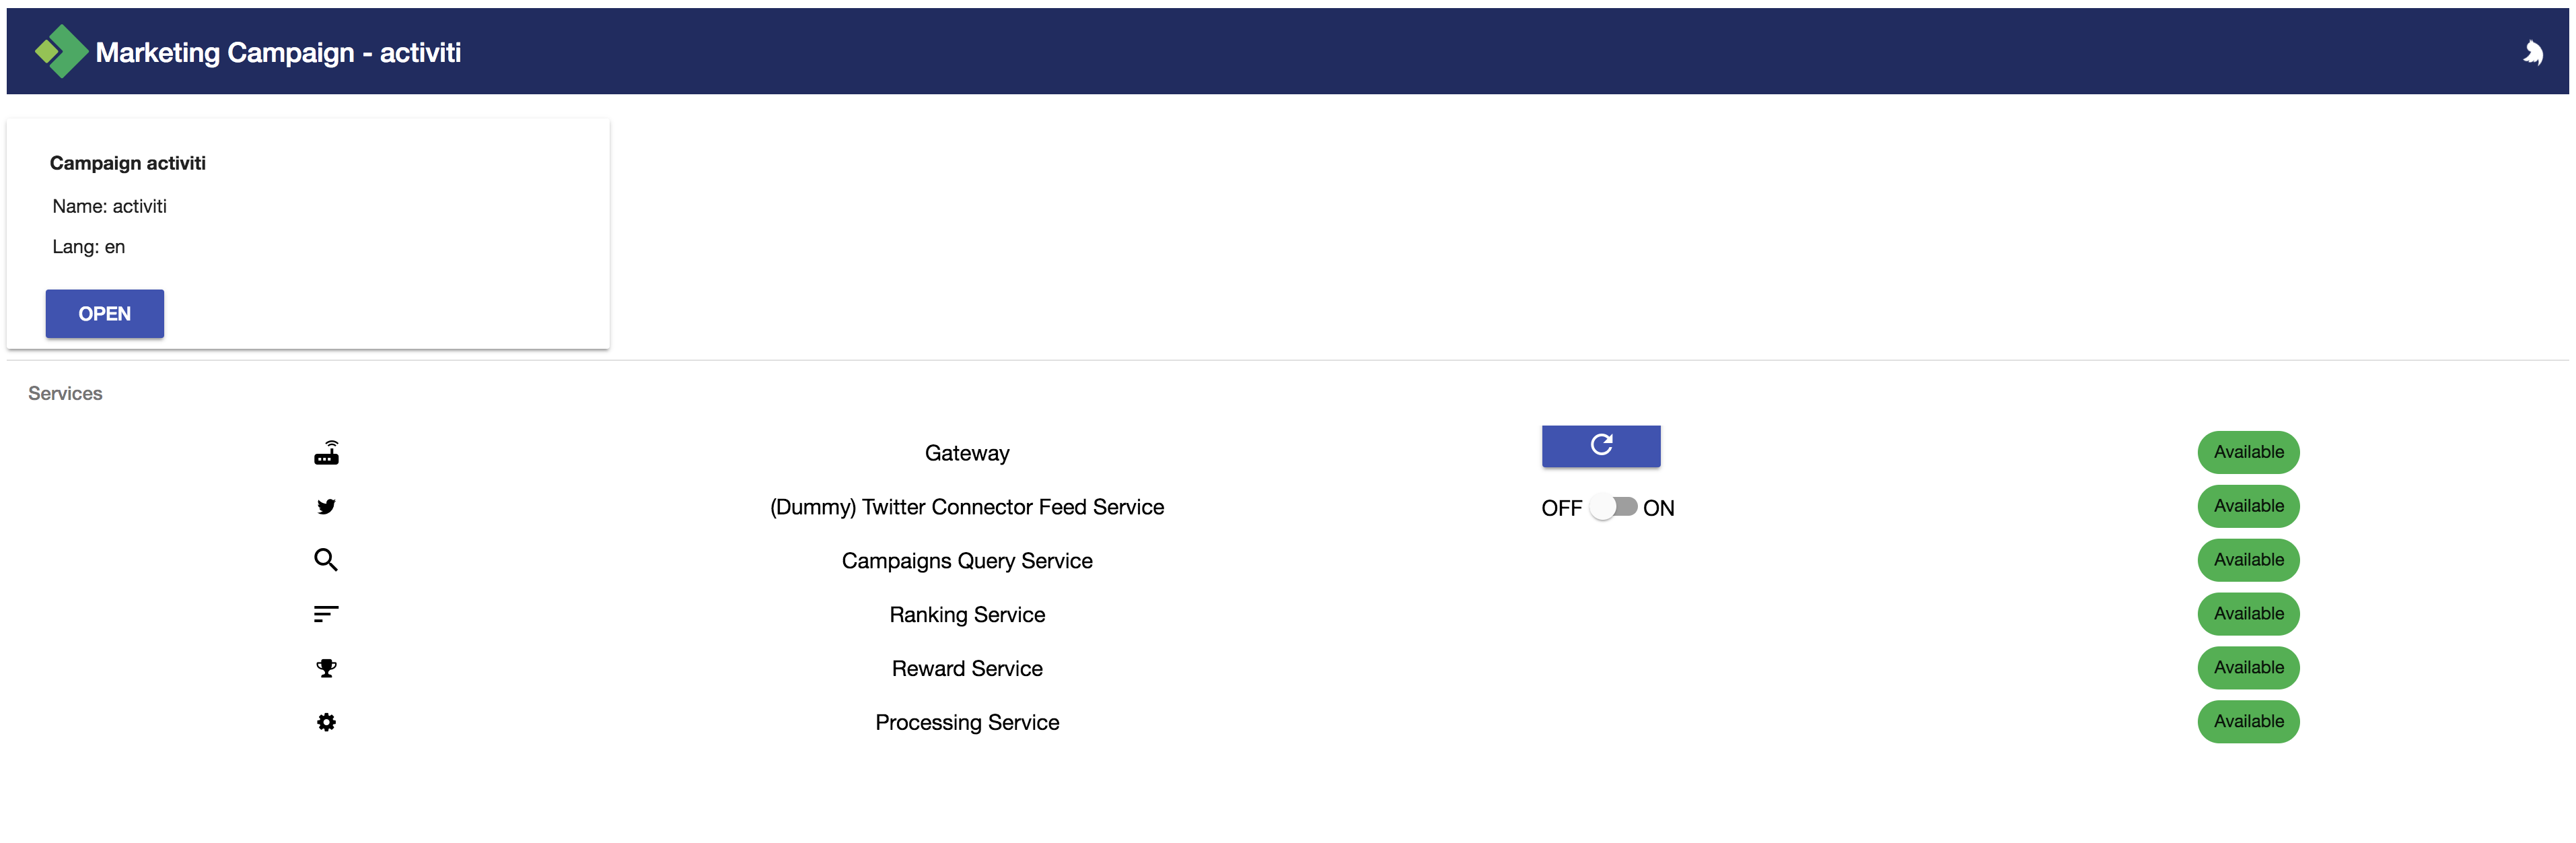 Marketing Campaign - activiti
Campaign activiti
Name: activiti
Lang: en
OPEN
Services
Gateway Available
(Dummy) Twitter Connector Feed Service OFF ON Available
Campaigns Query Service Available
Ranking Service Available
Reward Service Available
Processing Service Available